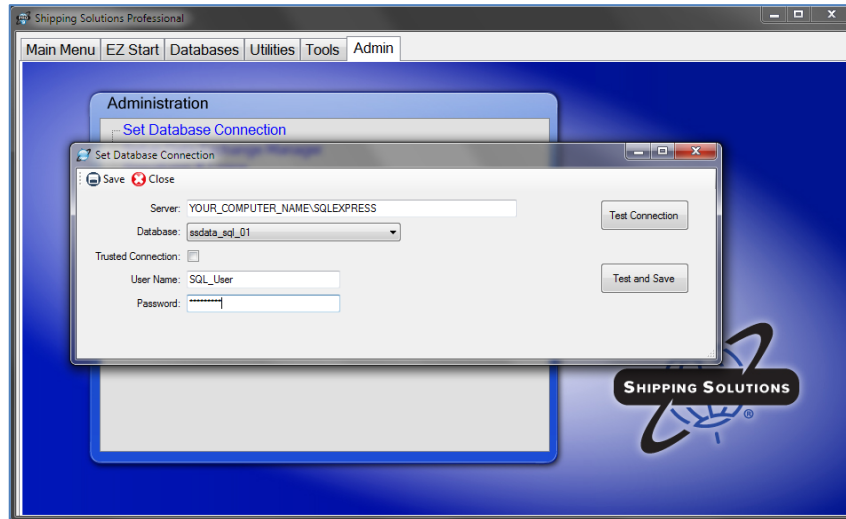 Shipping Solutions Professional
Main Menu EZ Start Databases Utilities Tools Admin
Administration
Set Database Connection
Set Database Connection
Save Close
Server: YOUR_COMPUTER_NAME\SQLEXPRESS
Test Connection
Database: ssdata_sql_01
Trusted Connection:
User Name: SQL_User
Test and Save
Password: *********
SHIPPING SOLUTIONS
®